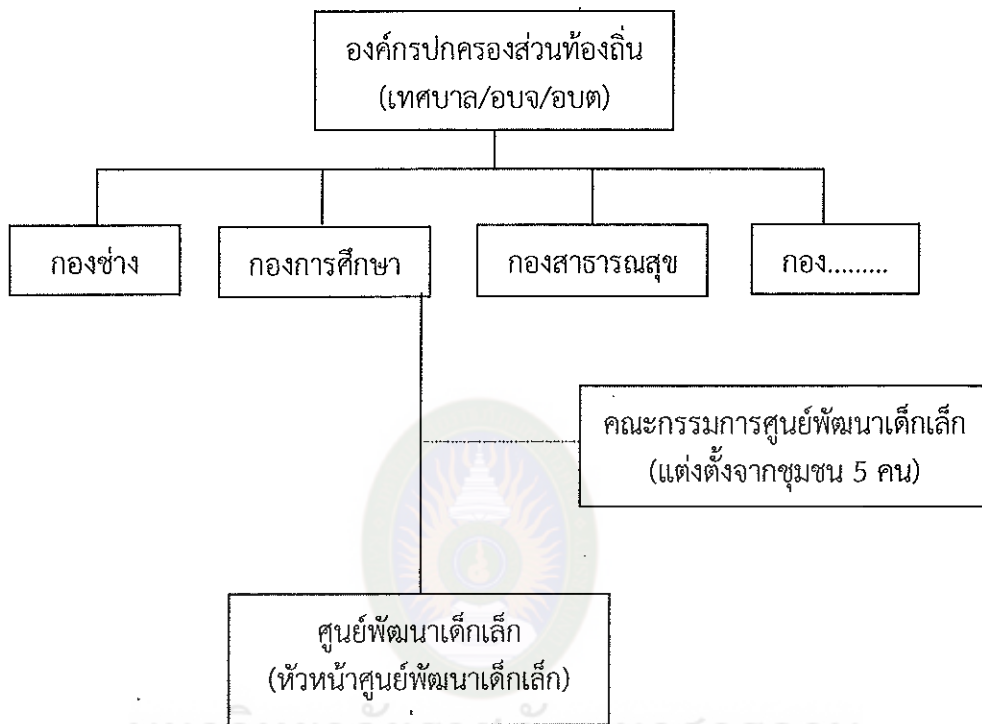 องค์กรปกครองส่วนท้องถิ่น
(เทศบาล/อบจ/อบต)
กองช่าง
กองการศึกษา
กองสาธารณสุข
กอง.........
คณะกรรมการศูนย์พัฒนาเด็กเล็ก
(แต่งตั้งจากชุมชน 5 คน)
ศูนย์พัฒนาเด็กเล็ก
(หัวหน้าศูนย์พัฒนาเด็กเล็ก)